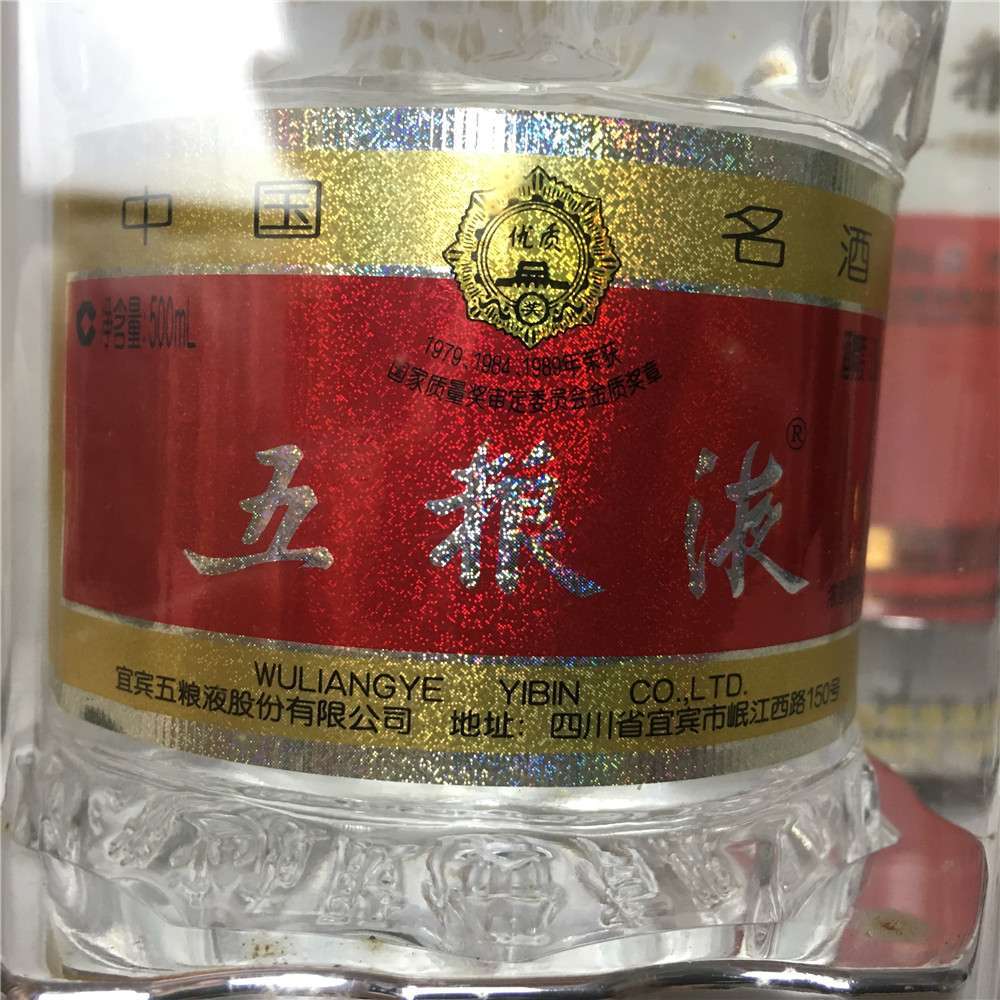 中国名酒
优质
奖
净含量:500mL
1979、1984、1989年荣获
国家质量奖审定委员会金质奖章
五粮液®
WULIANGYE YIBIN CO.,LTD.
宜宾五粮液股份有限公司 地址：四川省宜宾市岷江西路150号